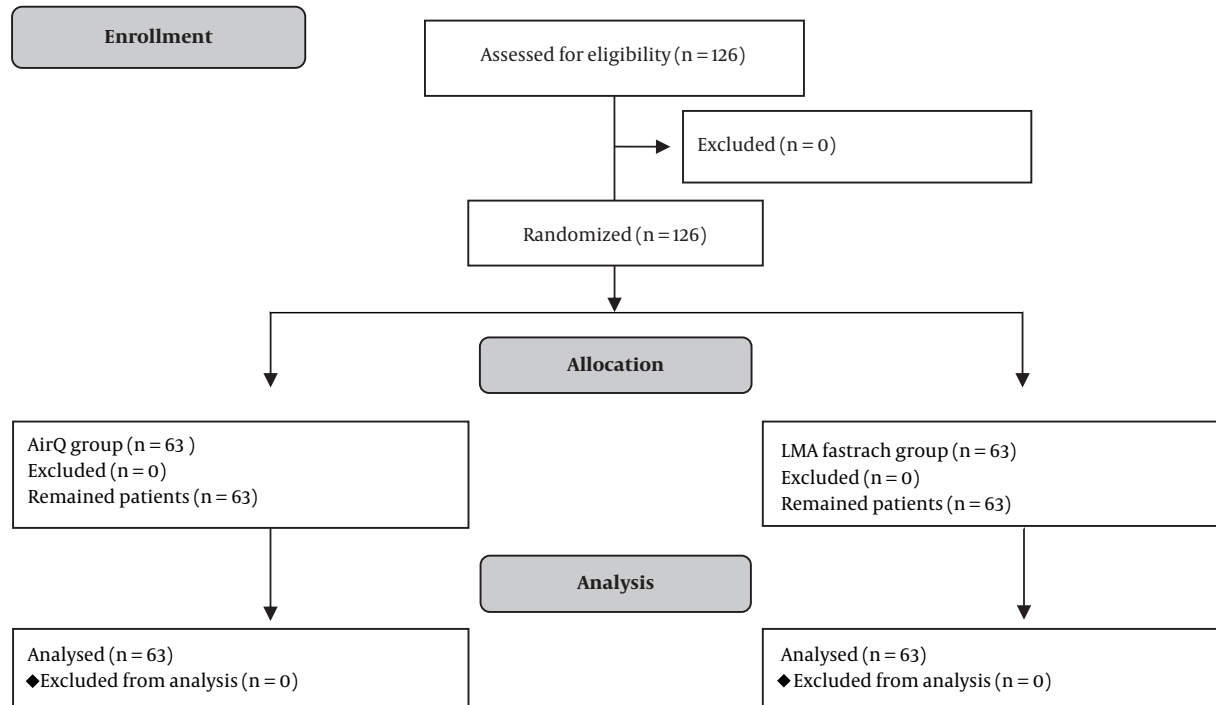 Enrollment
Assessed for eligibility (n = 126)
Excluded (n = 0)
Randomized (n = 126)
Allocation
AirQ group (n = 63 )
Excluded (n = 0)
Remained patients (n = 63)
LMA fastrach group (n = 63)
Excluded (n = 0)
Remained patients (n = 63)
Analysis
Analysed (n = 63)
◆Excluded from analysis (n = 0)
Analysed (n = 63)
◆Excluded from analysis (n = 0)